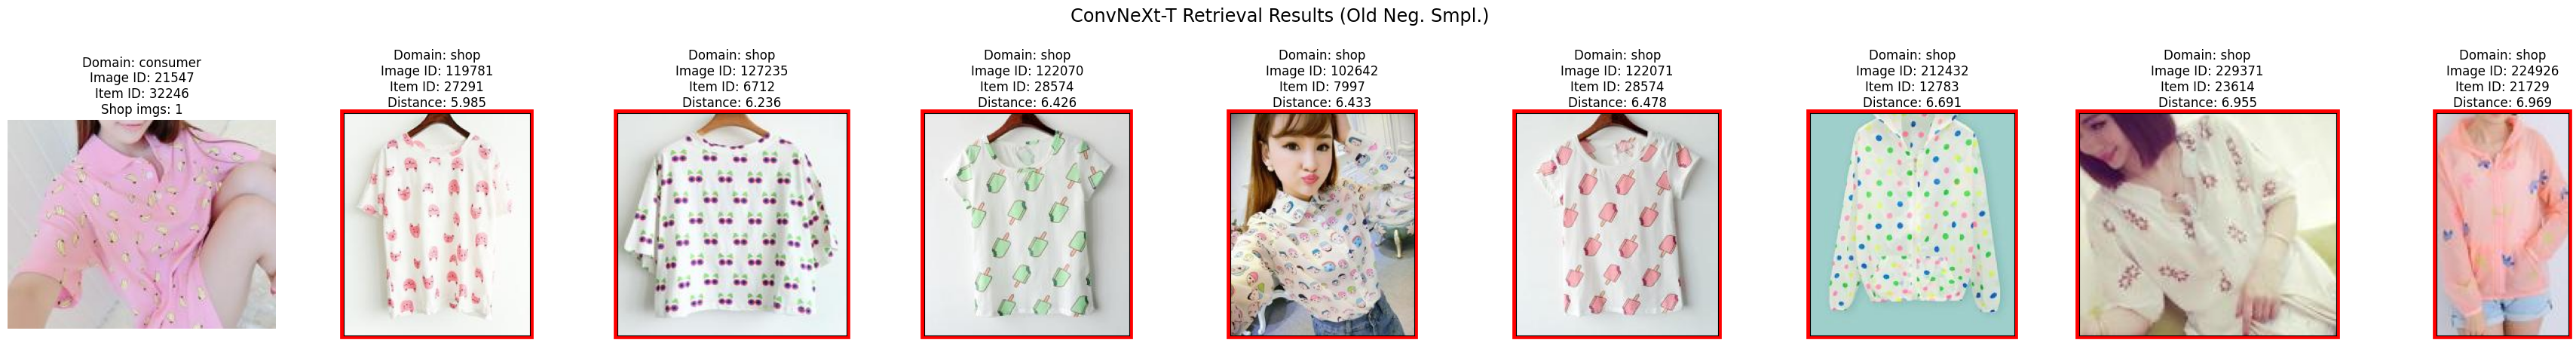 ConvNeXt-T Retrieval Results (Old Neg. Smpl.)
Domain: consumer
Image ID: 21547
Item ID: 32246
Shop imgs: 1
Domain: shop
Image ID: 119781
Item ID: 27291
Distance: 5.985
Domain: shop
Image ID: 127235
Item ID: 6712
Distance: 6.236
Domain: shop
Image ID: 122070
Item ID: 28574
Distance: 6.426
Domain: shop
Image ID: 102642
Item ID: 7997
Distance: 6.433
Domain: shop
Image ID: 122071
Item ID: 28574
Distance: 6.478
Domain: shop
Image ID: 212432
Item ID: 12783
Distance: 6.691
Domain: shop
Image ID: 229371
Item ID: 23614
Distance: 6.955
Domain: shop
Image ID: 224926
Item ID: 21729
Distance: 6.969